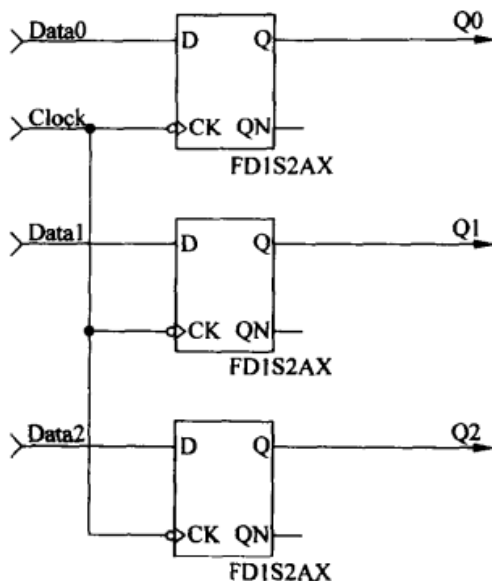 Data0
D
Q
Q0
Clock
CK
QN
FD1S2AX
Data1
D
Q
Q1
CK
QN
FD1S2AX
Data2
D
Q
Q2
CK
QN
FD1S2AX